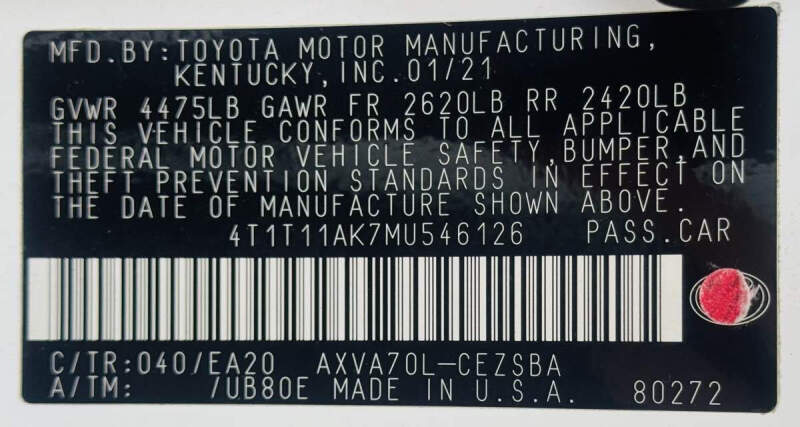 MFD.BY:TOYOTA MOTOR MANUFACTURING,
KENTUCKY,INC.01/21
GVWR 4475LB GAWR FR 2620LB RR 2420LB
THIS VEHICLE CONFORMS TO ALL APPLICABLE
FEDERAL MOTOR VEHICLE SAFETY,BUMPER,AND
THEFT PREVENTION STANDARDS IN EFFECT ON
THE DATE OF MANUFACTURE SHOWN ABOVE.
4T1T11AK7MU546126 PASS.CAR
C/TR:040/EA20 AXVA70L-CEZSBA
A/TM: /UB80E MADE IN U.S.A. 80272